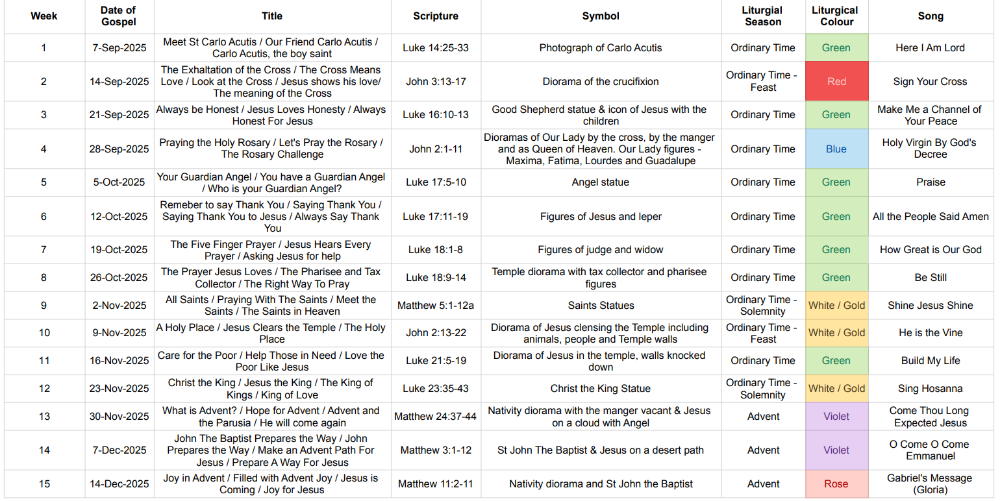 Week
Date of
Gospel
Title
Scripture
Symbol
Liturgial
Season
Liturgical
Colour
Song
1
7-Sep-2025
Meet St Carlo Acutis / Our Friend Carlo Acutis /
Carlo Acutis, the boy saint
Luke 14:25-33
Photograph of Carlo Acutis
Ordinary Time
Green
Here I Am Lord
2
14-Sep-2025
The Exhaltation of the Cross / The Cross Means
Love / Look at the Cross / Jesus shows his love/
The meaning of the Cross
John 3:13-17
Diorama of the crucifixion
Ordinary Time -
Feast
Red
Sign Your Cross
3
21-Sep-2025
Always be Honest / Jesus Loves Honesty / Always
Honest For Jesus
Luke 16:10-13
Good Shepherd statue & icon of Jesus with the
children
Ordinary Time
Green
Make Me a Channel of
Your Peace
4
28-Sep-2025
Praying the Holy Rosary / Let's Pray the Rosary /
The Rosary Challenge
John 2:1-11
Dioramas of Our Lady by the cross, by the manger
and as Queen of Heaven. Our Lady figures -
Maxima, Fatima, Lourdes and Guadalupe
Ordinary Time
Blue
Holy Virgin By God's
Decree
5
5-Oct-2025
Your Guardian Angel / You have a Guardian Angel
/ Who is your Guardian Angel?
Luke 17:5-10
Angel statue
Ordinary Time
Green
Praise
6
12-Oct-2025
Remeber to say Thank You / Saying Thank You /
Saying Thank You to Jesus / Always Say Thank
You
Luke 17:11-19
Figures of Jesus and leper
Ordinary Time
Green
All the People Said Amen
7
19-Oct-2025
The Five Finger Prayer / Jesus Hears Every
Prayer / Asking Jesus for help
Luke 18:1-8
Figures of judge and widow
Ordinary Time
Green
How Great is Our God
8
26-Oct-2025
The Prayer Jesus Loves / The Pharisee and Tax
Collector / The Right Way To Pray
Luke 18:9-14
Temple diorama with tax collector and pharisee
figures
Ordinary Time
Green
Be Still
9
2-Nov-2025
All Saints / Praying With The Saints / Meet the
Saints / The Saints in Heaven
Matthew 5:1-12a
Saints Statues
Ordinary Time -
Solemnity
White / Gold
Shine Jesus Shine
10
9-Nov-2025
A Holy Place / Jesus Clears the Temple / The Holy
Place
John 2:13-22
Diorama of Jesus clensing the Temple including
animals, people and Temple walls
Ordinary Time -
Feast
White / Gold
He is the Vine
11
16-Nov-2025
Care for the Poor / Help Those in Need / Love the
Poor Like Jesus
Luke 21:5-19
Diorama of Jesus in the temple, walls knocked
down
Ordinary Time
Green
Build My Life
12
23-Nov-2025
Christ the King / Jesus the King / The King of
Kings / King of Love
Luke 23:35-43
Christ the King Statue
Ordinary Time -
Solemnity
White / Gold
Sing Hosanna
13
30-Nov-2025
What is Advent? / Hope for Advent / Advent and
the Parusia / He will come again
Matthew 24:37-44
Nativity diorama with the manger vacant & Jesus
on a cloud with Angel
Advent
Violet
Come Thou Long
Expected Jesus
14
7-Dec-2025
John The Baptist Prepares the Way / John
Prepares the Way / Make an Advent Path For
Jesus / Prepare A Way For Jesus
Matthew 3:1-12
St John The Baptist & Jesus on a desert path
Advent
Violet
O Come O Come
Emmanuel
15
14-Dec-2025
Joy in Advent / Filled with Advent Joy / Jesus is
Coming / Joy for Jesus
Matthew 11:2-11
Nativity diorama and St John the Baptist
Advent
Rose
Gabriel's Message
(Gloria)